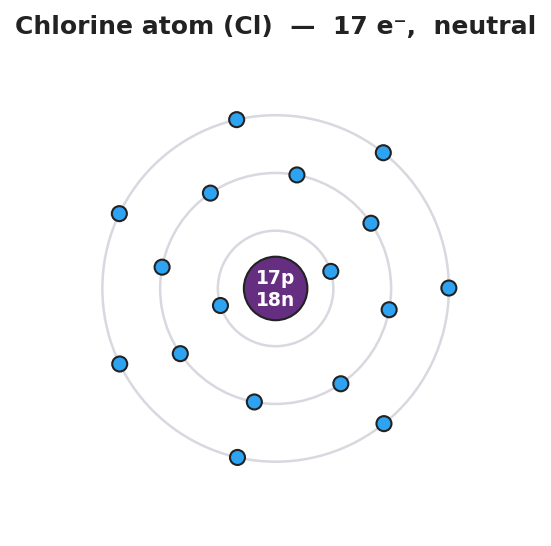 Chlorine atom (Cl) — 17 e⁻, neutral
17p
18n